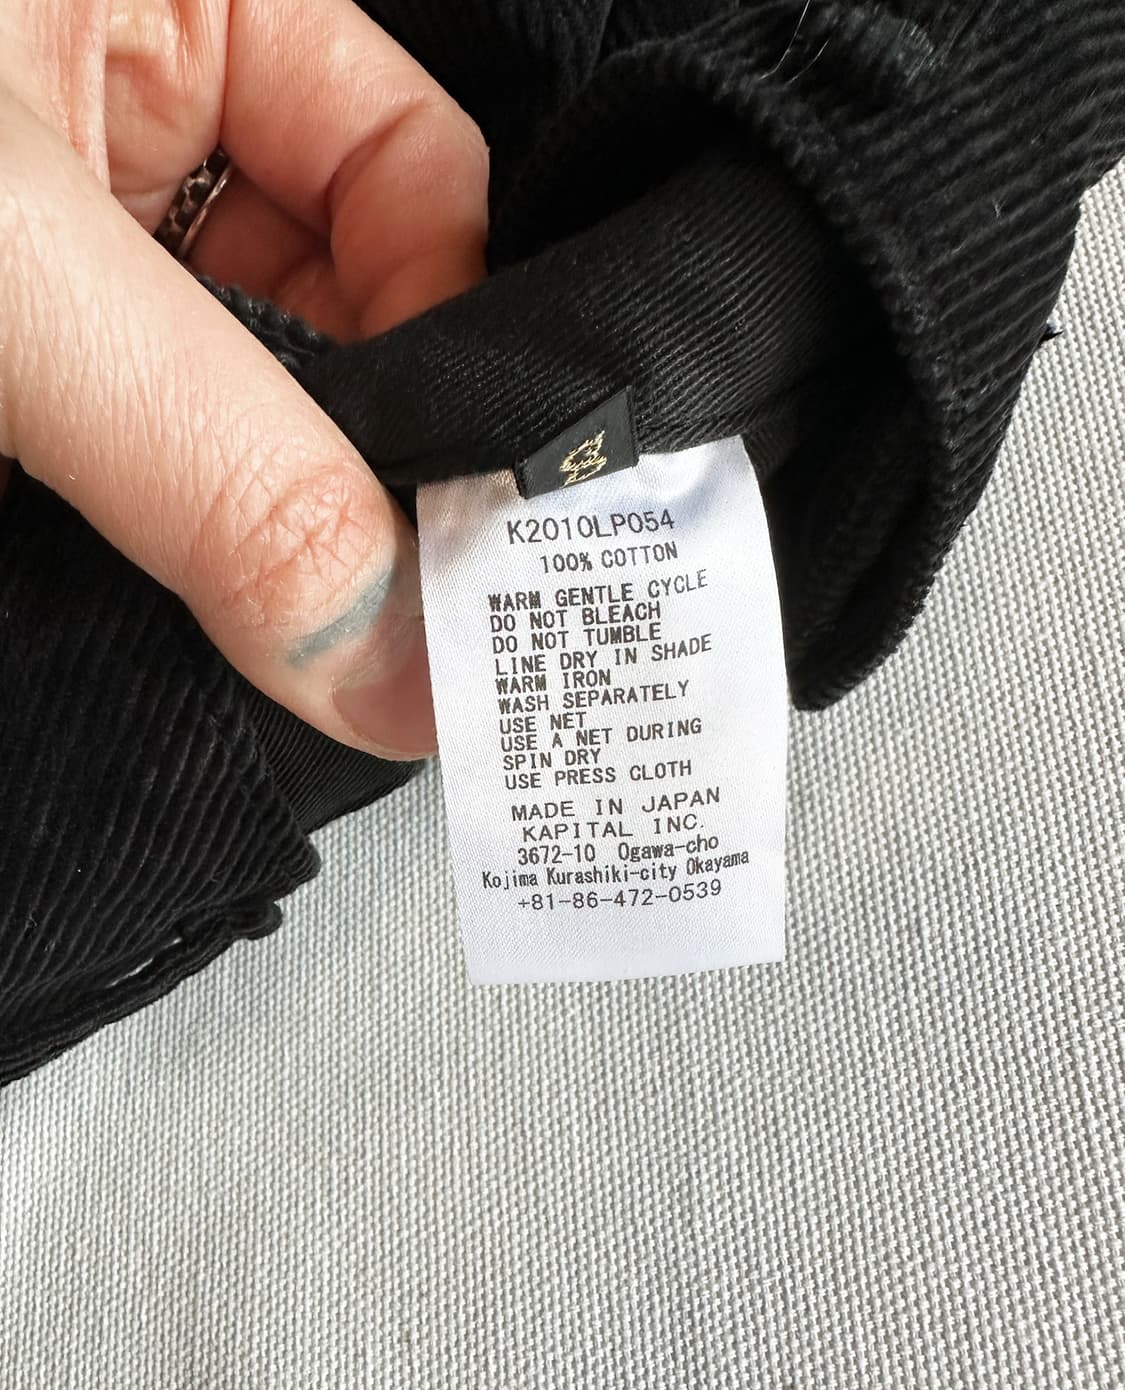 K2010LP054
100% COTTON
WARM GENTLE CYCLE
DO NOT BLEACH
DO NOT TUMBLE
LINE DRY IN SHADE
WARM IRON
WASH SEPARATELY
USE NET
USE A NET DURING
SPIN DRY
USE PRESS CLOTH
MADE IN JAPAN
KAPITAL INC.
3672-10 Ogawa-cho
Kojima Kurashiki-city Okayama
+81-86-472-0539